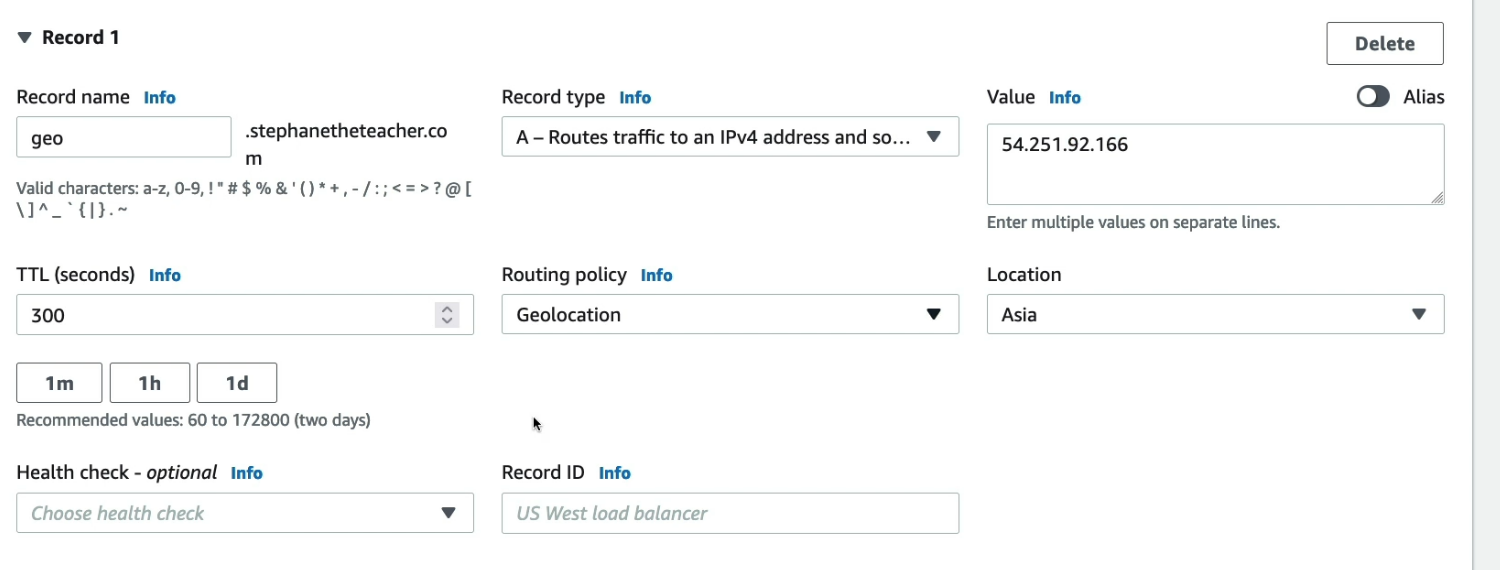 Record 1
Delete
Record name Info
Record type Info
Value Info
Alias
geo
.stephanetheteacher.co
m
A – Routes traffic to an IPv4 address and so...
54.251.92.166
Valid characters: a-z, 0-9, ! " # $ % & ' ( ) * + , - / : ; < = > ? @ [
\ ] ^ _ ` { | } . ~
Enter multiple values on separate lines.
TTL (seconds) Info
Routing policy Info
Location
300
Geolocation
Asia
1m
1h
1d
Recommended values: 60 to 172800 (two days)
Health check - optional Info
Record ID Info
Choose health check
US West load balancer